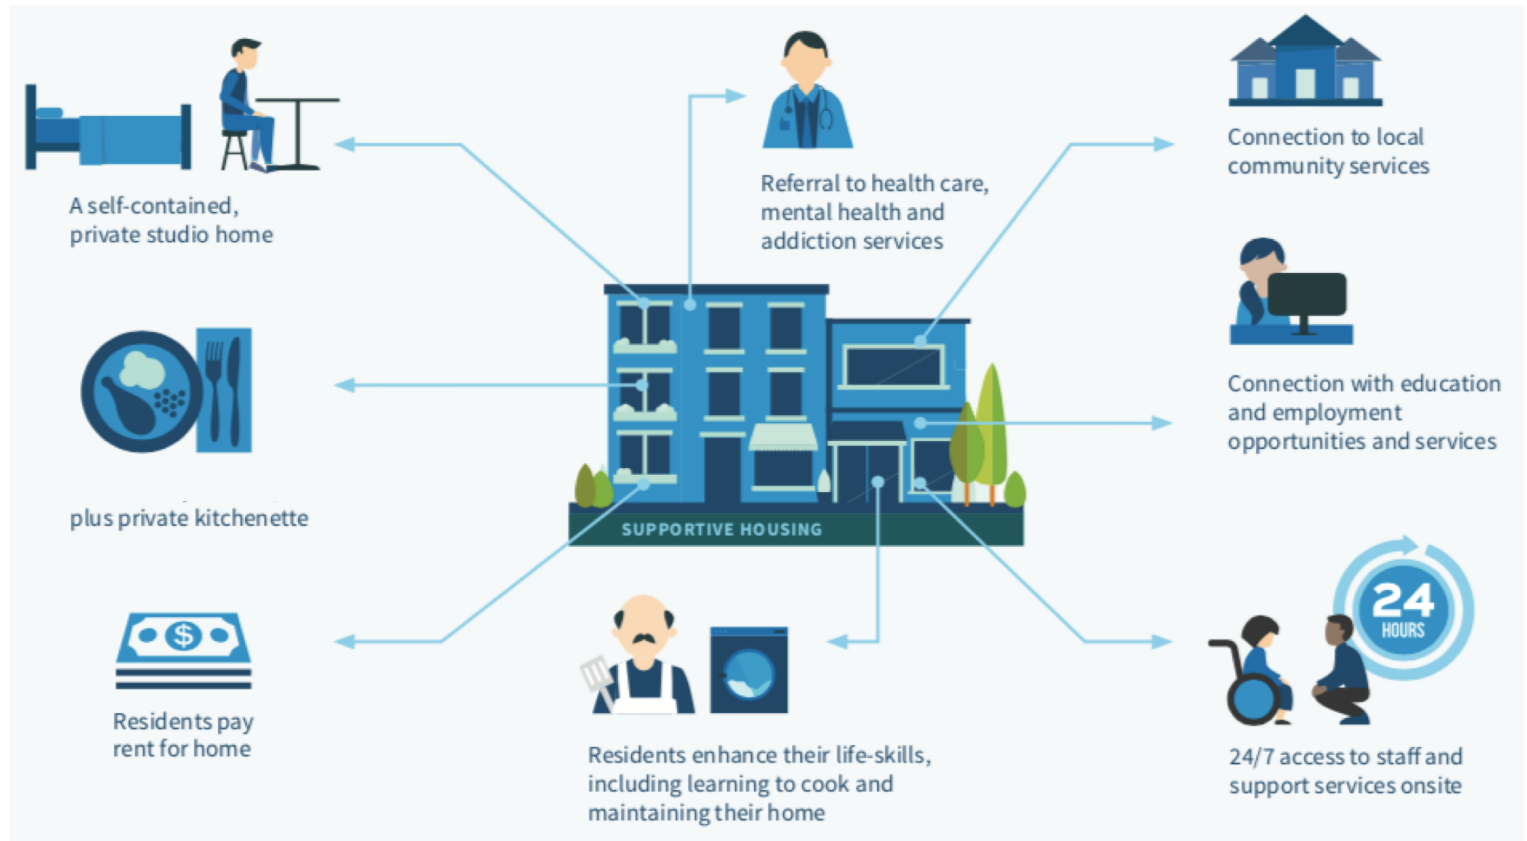 A self-contained,
private studio home
Referral to health care,
mental health and
addiction services
Connection to local
community services
Connection with education
and employment
opportunities and services
plus private kitchenette
SUPPORTIVE HOUSING
$
24
HOURS
Residents pay
rent for home
Residents enhance their life-skills,
including learning to cook and
maintaining their home
24/7 access to staff and
support services onsite